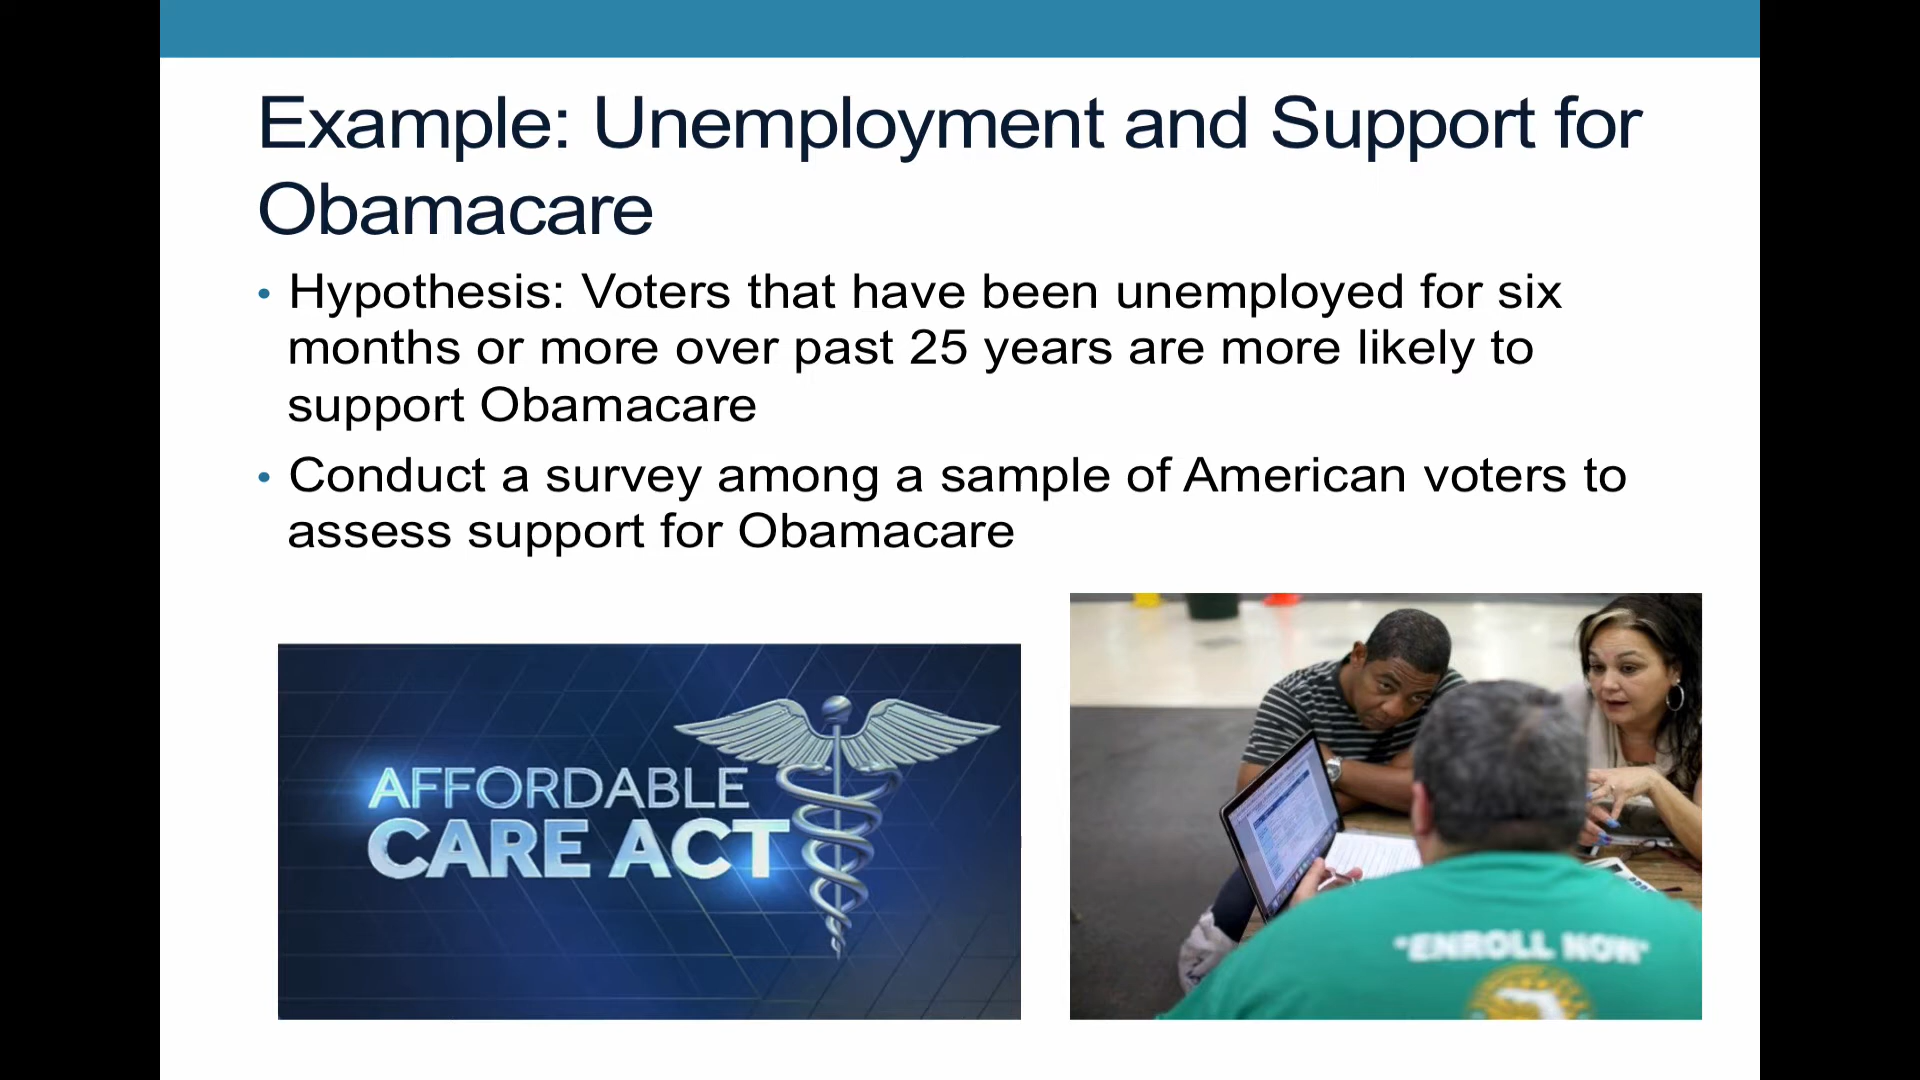 Example: Unemployment and Support for
Obamacare
• Hypothesis: Voters that have been unemployed for six
months or more over past 25 years are more likely to
support Obamacare
• Conduct a survey among a sample of American voters to
assess support for Obamacare
AFFORDABLE
CARE ACT
"ENROLL NOW"